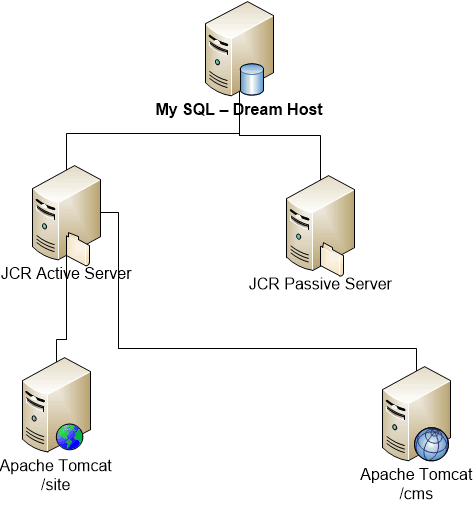 My SQL – Dream Host
JCR Active Server
JCR Passive Server
Apache Tomcat
/site
Apache Tomcat
/cms